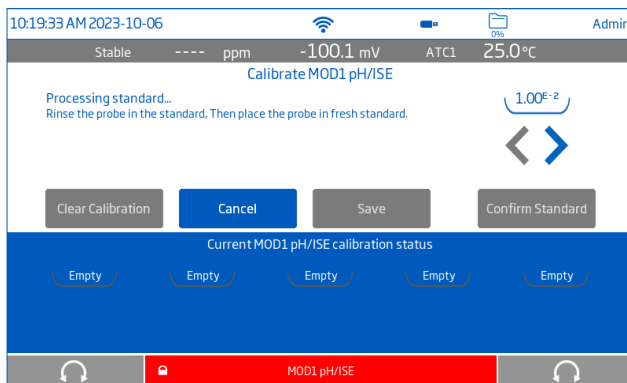 10:19:33 AM 2023-10-06 0% Admin
Stable ---- ppm -100.1 mV ATC1 25.0°C
Calibrate MOD1 pH/ISE
Processing standard...
Rinse the probe in the standard, Then place the probe in fresh standard.
1.00E-2
Clear Calibration Cancel Save Confirm Standard
Current MOD1 pH/ISE calibration status
Empty Empty Empty Empty Empty
MOD1 pH/ISE